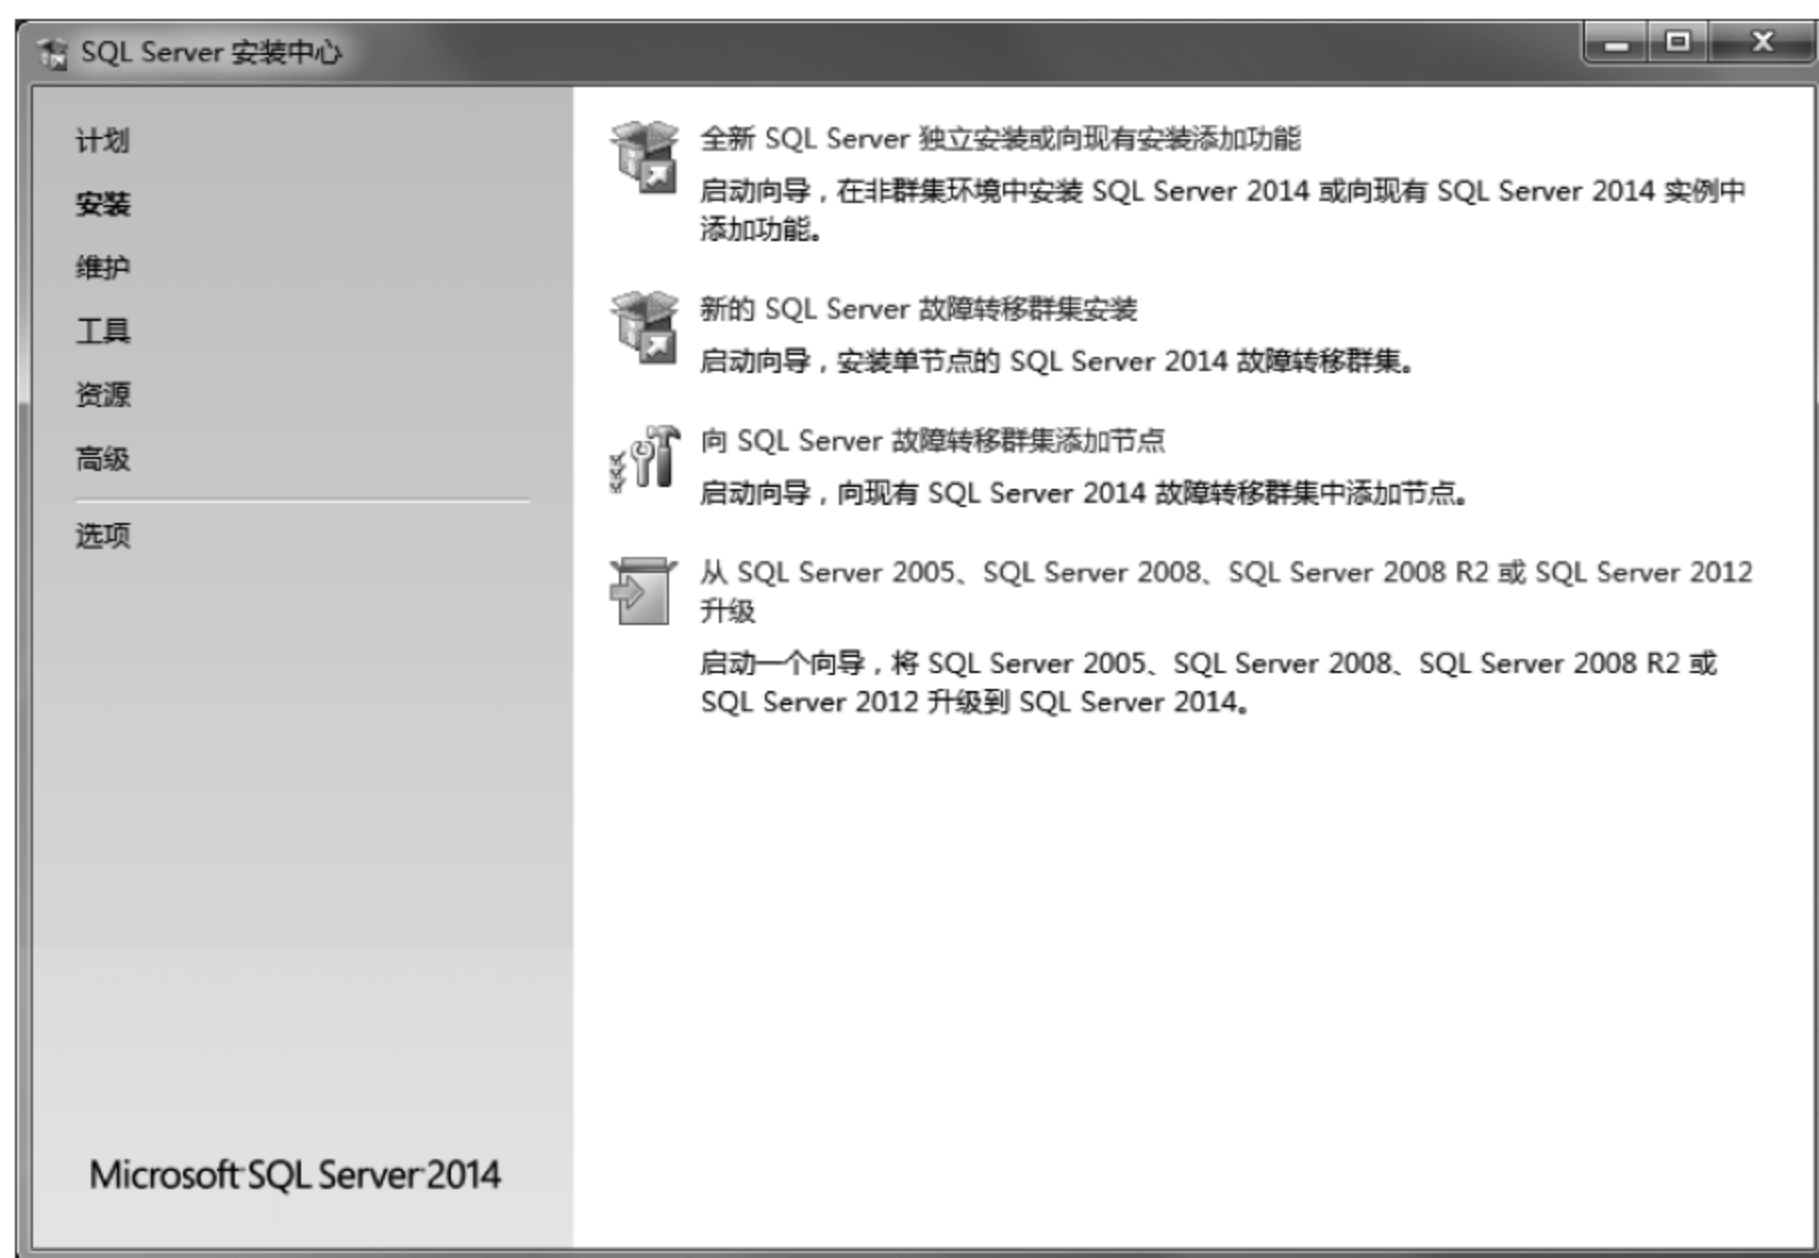 SQL Server 安装中心
计划
安装
维护
工具
资源
高级
选项
Microsoft SQL Server 2014
全新 SQL Server 独立安装或向现有安装添加功能
启动向导，在非群集环境中安装 SQL Server 2014 或向现有 SQL Server 2014 实例中
添加功能。
新的 SQL Server 故障转移群集安装
启动向导，安装单节点的 SQL Server 2014 故障转移群集。
向 SQL Server 故障转移群集添加节点
启动向导，向现有 SQL Server 2014 故障转移群集中添加节点。
从 SQL Server 2005、SQL Server 2008、SQL Server 2008 R2 或 SQL Server 2012
升级
启动一个向导，将 SQL Server 2005、SQL Server 2008、SQL Server 2008 R2 或
SQL Server 2012 升级到 SQL Server 2014。